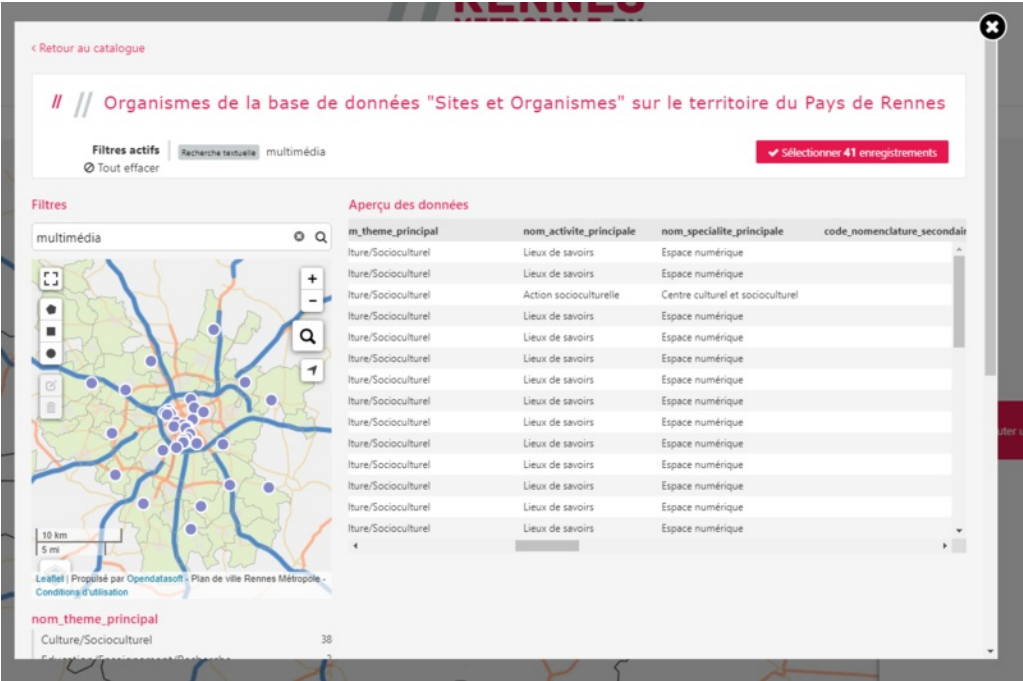 RENNES
‹ Retour au catalogue
// // Organismes de la base de données "Sites et Organismes" sur le territoire du Pays de Rennes
Filtres actifs Recherche textuelle multimédia
Tout effacer
Sélectionner 41 enregistrements
Filtres
multimédia
10 km
5 mi
Leaflet | Propulsé par Opendatasoft - Plan de ville Rennes Métropole -
Conditions d'utilisation
nom_theme_principal
Culture/Socioculturel 38
Aperçu des données
m_theme_principal nom_activite_principale nom_specialite_principale code_nomenclature_secondair
lture/Socioculturel Lieux de savoirs Espace numérique
lture/Socioculturel Lieux de savoirs Espace numérique
lture/Socioculturel Action socioculturelle Centre culturel et socioculturel
lture/Socioculturel Lieux de savoirs Espace numérique
lture/Socioculturel Lieux de savoirs Espace numérique
lture/Socioculturel Lieux de savoirs Espace numérique
lture/Socioculturel Lieux de savoirs Espace numérique
lture/Socioculturel Lieux de savoirs Espace numérique
lture/Socioculturel Lieux de savoirs Espace numérique
lture/Socioculturel Lieux de savoirs Espace numérique
lture/Socioculturel Lieux de savoirs Espace numérique
lture/Socioculturel Lieux de savoirs Espace numérique
lture/Socioculturel Lieux de savoirs Espace numérique
lture/Socioculturel Lieux de savoirs Espace numérique